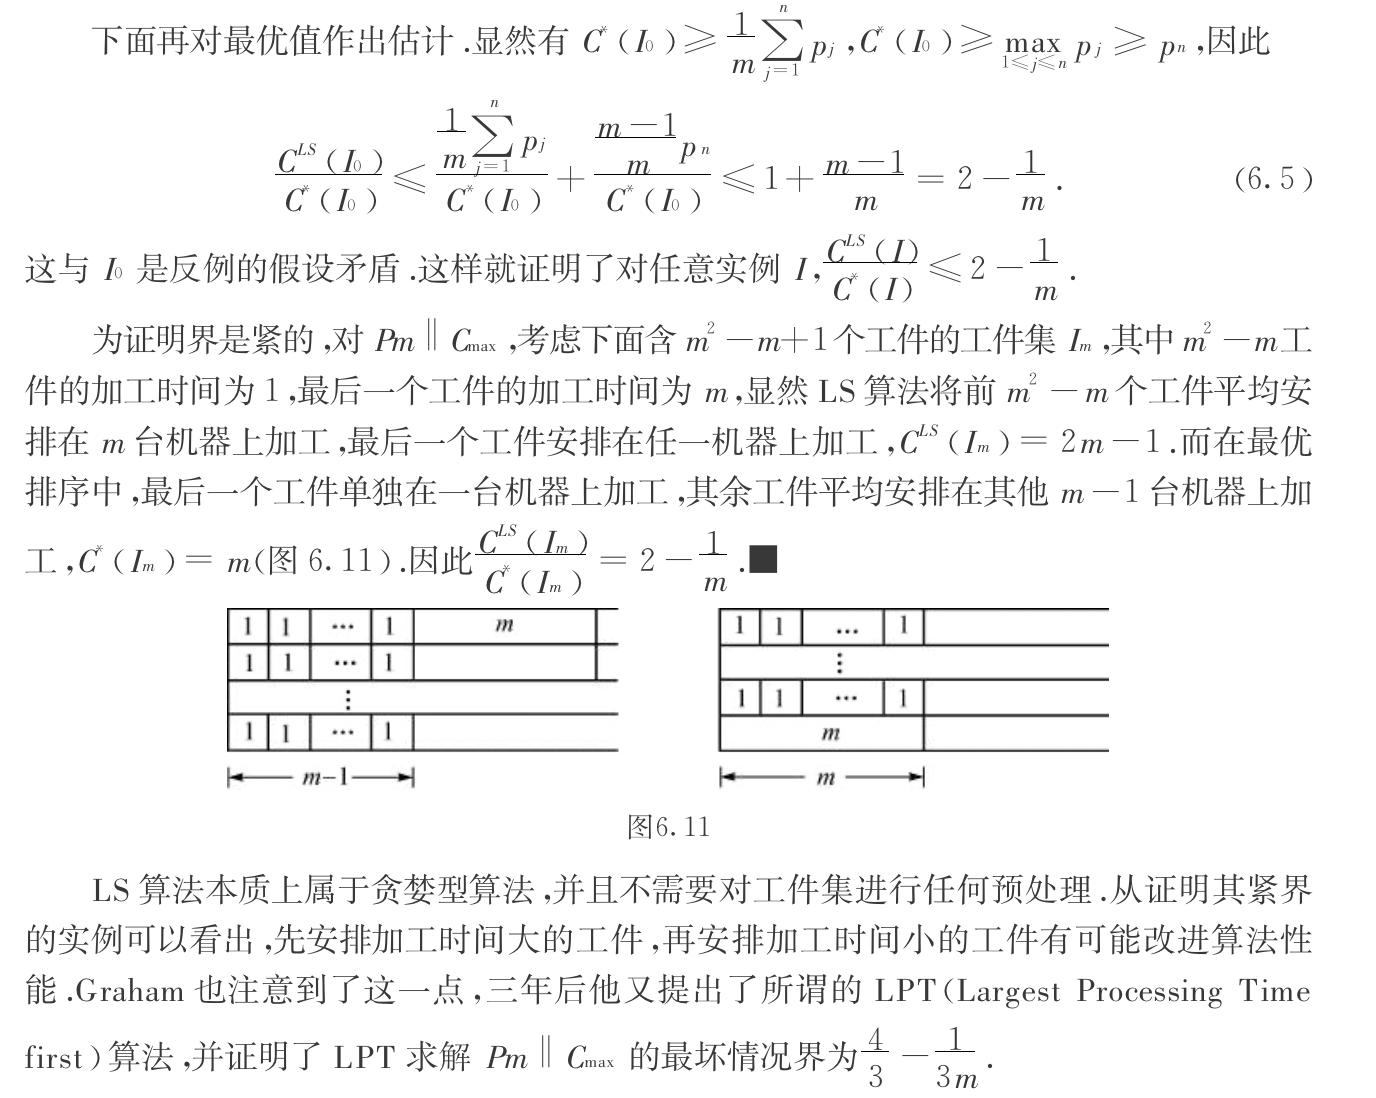 下面再对最优值作出估计.显然有 C*(I₀)≥\frac{1}{m}\sum_{j=1}^{n}p_j,C*(I₀)≥\max_{1≤j≤n}p_j≥p_n,因此
\frac{C^{LS}(I_0)}{C^*(I_0)}≤\frac{\frac{1}{m}\sum_{j=1}^{n}p_j}{C^*(I_0)}+\frac{\frac{m-1}{m}p_n}{C^*(I_0)}≤1+\frac{m-1}{m}=2-\frac{1}{m}. (6.5)
这与 I₀ 是反例的假设矛盾.这样就证明了对任意实例 I,\frac{C^{LS}(I)}{C^*(I)}≤2-\frac{1}{m}.
为证明界是紧的,对 Pm‖C_{max},考虑下面含 m²-m+1个工件的工件集 I_m,其中 m²-m工
件的加工时间为1,最后一个工件的加工时间为 m,显然 LS 算法将前 m²-m 个工件平均安
排在 m 台机器上加工,最后一个工件安排在任一机器上加工,C^{LS}(I_m)=2m-1.而在最优
排序中,最后一个工件单独在一台机器上加工,其余工件平均安排在其他 m-1 台机器上加
工,C*(I_m)=m(图6.11).因此\frac{C^{LS}(I_m)}{C^*(I_m)}=2-\frac{1}{m}.■
1 1 … 1 m
1 1 … 1
⋮
1 1 … 1
m-1
1 1 … 1
⋮
1 1 … 1
m
m
图6.11
LS 算法本质上属于贪婪型算法,并且不需要对工件集进行任何预处理.从证明其紧界
的实例可以看出,先安排加工时间大的工件,再安排加工时间小的工件有可能改进算法性
能.Graham 也注意到了这一点,三年后他又提出了所谓的 LPT(Largest Processing Time
first)算法,并证明了 LPT 求解 Pm‖C_{max} 的最坏情况界为\frac{4}{3}-\frac{1}{3m}.